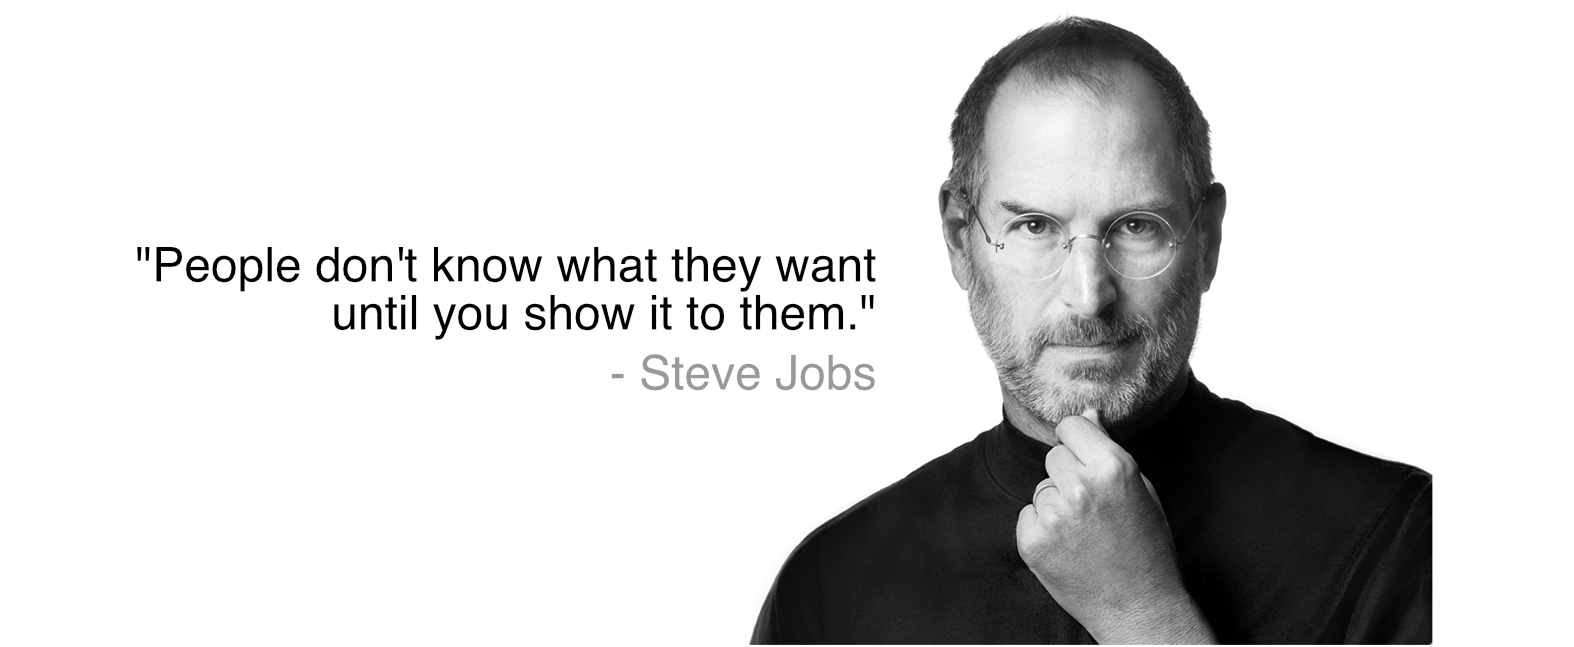 "People don't know what they want
until you show it to them."
- Steve Jobs